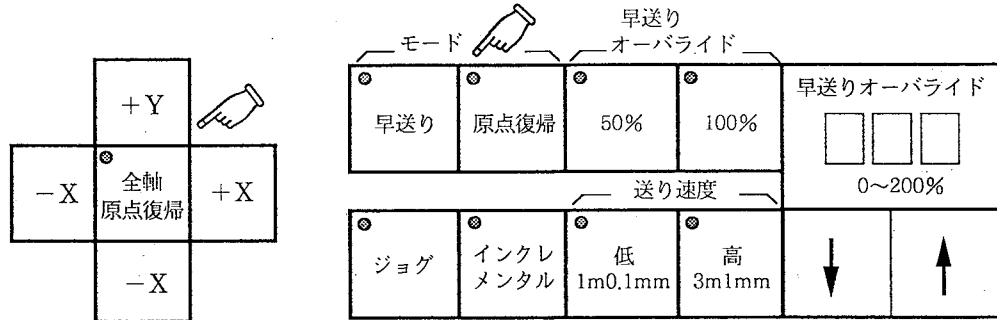 +Y
-X
全軸
原点復帰
+X
-X
モード
早送り
オーバライド
早送り
原点復帰
50%
100%
早送りオーバライド
0〜200%
送り速度
ジョグ
インクレ
メンタル
低
1m0.1mm
高
3m1mm